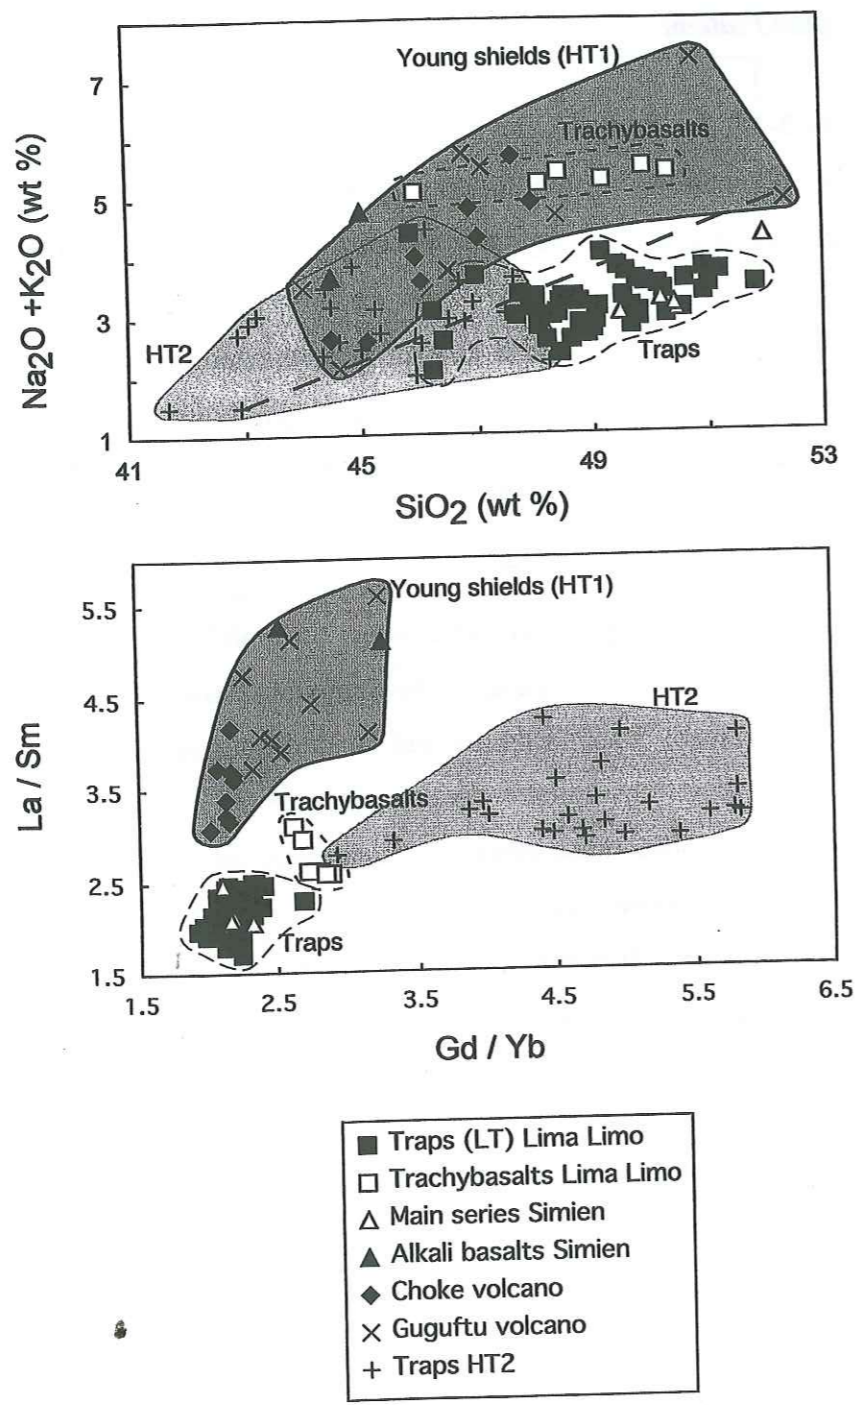 Young shields (HT1)
7
Trachybasalts
Na2O +K2O (wt %)
5
3
HT2
Traps
1
41
45
49
53
SiO2 (wt %)
Young shields (HT1)
5.5
HT2
4.5
La / Sm
3.5
Trachybasalts
2.5
Traps
1.5
1.5
2.5
3.5
4.5
5.5
6.5
Gd / Yb
Traps (LT) Lima Limo
Trachybasalts Lima Limo
Main series Simien
Alkali basalts Simien
Choke volcano
Guguftu volcano
Traps HT2